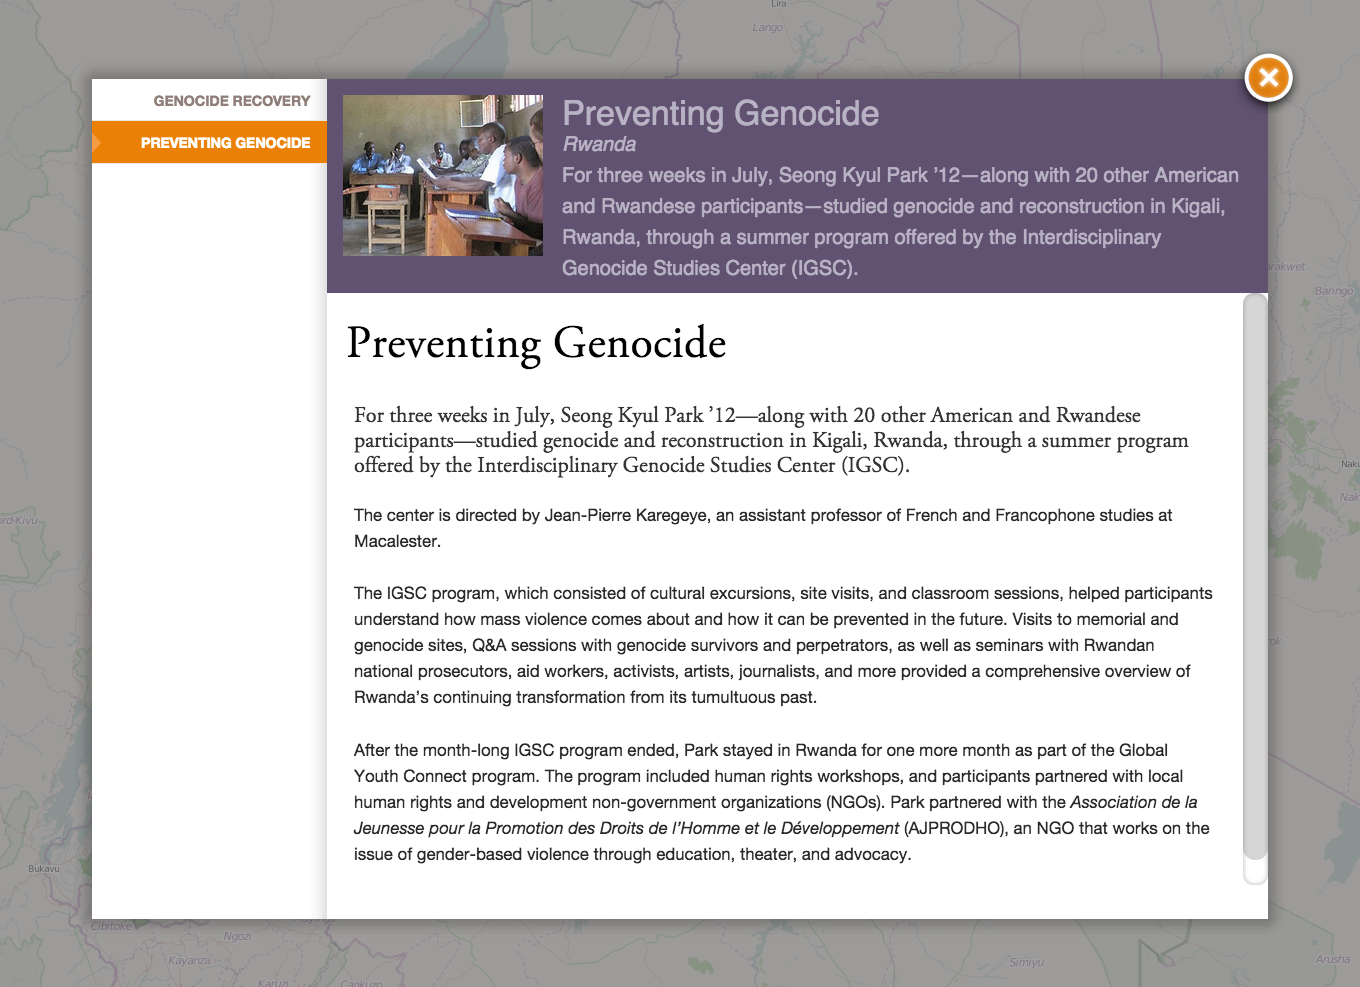 Lira
Lango
GENOCIDE RECOVERY
PREVENTING GENOCIDE
Preventing Genocide
Rwanda
For three weeks in July, Seong Kyul Park ’12—along with 20 other American
and Rwandese participants—studied genocide and reconstruction in Kigali,
Rwanda, through a summer program offered by the Interdisciplinary
Genocide Studies Center (IGSC).
Preventing Genocide
For three weeks in July, Seong Kyul Park ’12—along with 20 other American and Rwandese
participants—studied genocide and reconstruction in Kigali, Rwanda, through a summer program
offered by the Interdisciplinary Genocide Studies Center (IGSC).
The center is directed by Jean-Pierre Karegeye, an assistant professor of French and Francophone studies at
Macalester.
The IGSC program, which consisted of cultural excursions, site visits, and classroom sessions, helped participants
understand how mass violence comes about and how it can be prevented in the future. Visits to memorial and
genocide sites, Q&A sessions with genocide survivors and perpetrators, as well as seminars with Rwandan
national prosecutors, aid workers, activists, artists, journalists, and more provided a comprehensive overview of
Rwanda’s continuing transformation from its tumultuous past.
After the month-long IGSC program ended, Park stayed in Rwanda for one more month as part of the Global
Youth Connect program. The program included human rights workshops, and participants partnered with local
human rights and development non-government organizations (NGOs). Park partnered with the Association de la
Jeunesse pour la Promotion des Droits de l’Homme et le Développement (AJPRODHO), an NGO that works on the
issue of gender-based violence through education, theater, and advocacy.
arakwet
Baringo
Naku
Nak
ord-Kivu
rok
Bukavu
Cibitoke
Ngozi
Kayanza
Karuzi
Simiyu
Arusha